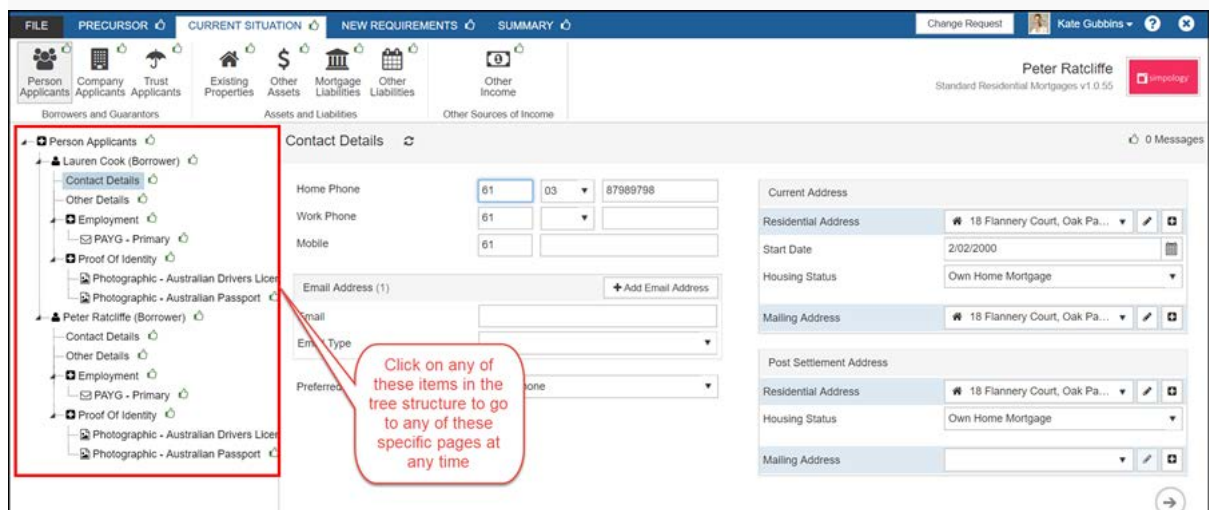 FILE PRECURSOR CURRENT SITUATION NEW REQUIREMENTS SUMMARY Change Request Kate Gubbins ?
Person Applicants
Company Applicants
Trust Applicants
Existing Properties
Other Assets
Mortgage Liabilities
Other Liabilities
Other Income
Borrowers and Guarantors
Assets and Liabilities
Other Sources of Income
Peter Ratcliffe
Standard Residential Mortgages v1.0.55
simpology
Person Applicants
Lauren Cook (Borrower)
Contact Details
Other Details
Employment
PAYG - Primary
Proof Of Identity
Photographic - Australian Drivers Licen
Photographic - Australian Passport
Peter Ratcliffe (Borrower)
Contact Details
Other Details
Employment
PAYG - Primary
Proof Of Identity
Photographic - Australian Drivers Licen
Photographic - Australian Passport
Contact Details
0 Messages
Home Phone 61 03 87989798
Work Phone 61
Mobile 61
Email Address (1) Add Email Address
Email
Type
Preferred
Click on any of
these items in the
tree structure to go
to any of these
specific pages at
any time
Current Address
Residential Address 18 Flannery Court, Oak Pa...
Start Date 2/02/2000
Housing Status Own Home Mortgage
Mailing Address 18 Flannery Court, Oak Pa...
Post Settlement Address
Residential Address 18 Flannery Court, Oak Pa...
Housing Status Own Home Mortgage
Mailing Address